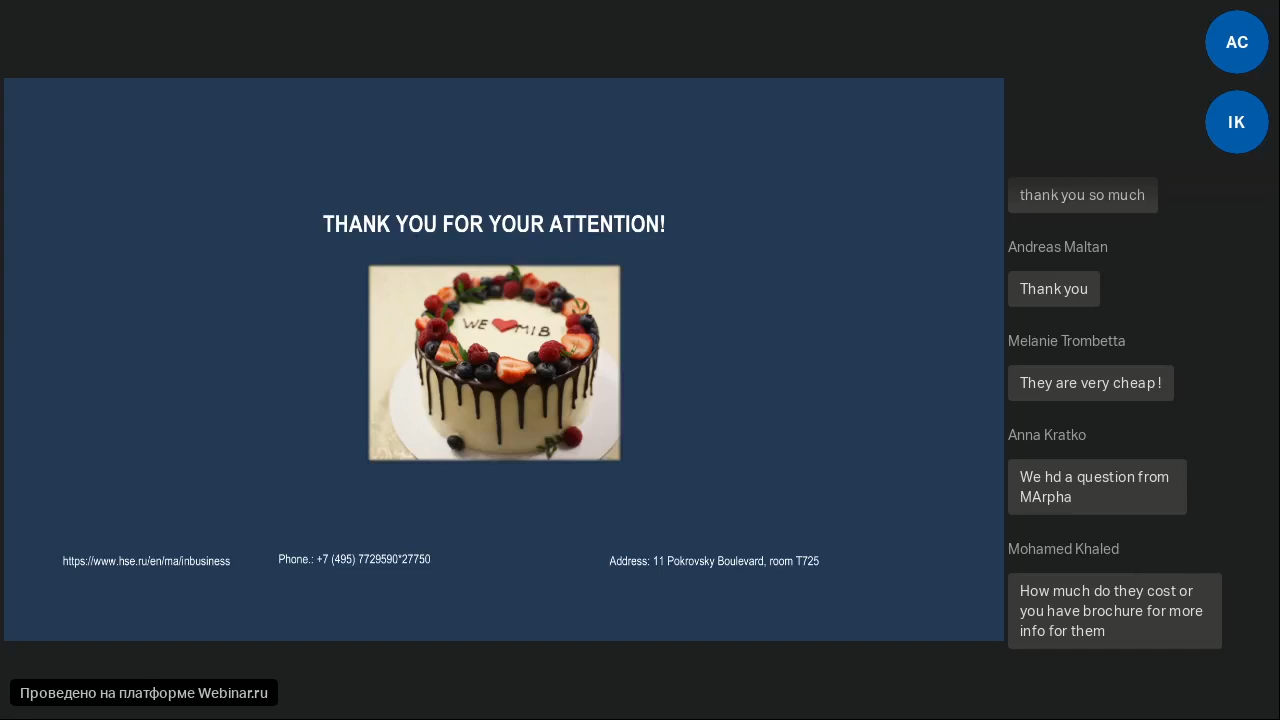 AC
IK
THANK YOU FOR YOUR ATTENTION!
WE MIB
https://www.hse.ru/en/ma/inbusiness
Phone.: +7 (495) 7729590*27750
Address: 11 Pokrovsky Boulevard, room T725
thank you so much
Andreas Maltan
Thank you
Melanie Trombetta
They are very cheap !
Anna Kratko
We hd a question from
MArpha
Mohamed Khaled
How much do they cost or
you have brochure for more
info for them
Проведено на платформе Webinar.ru